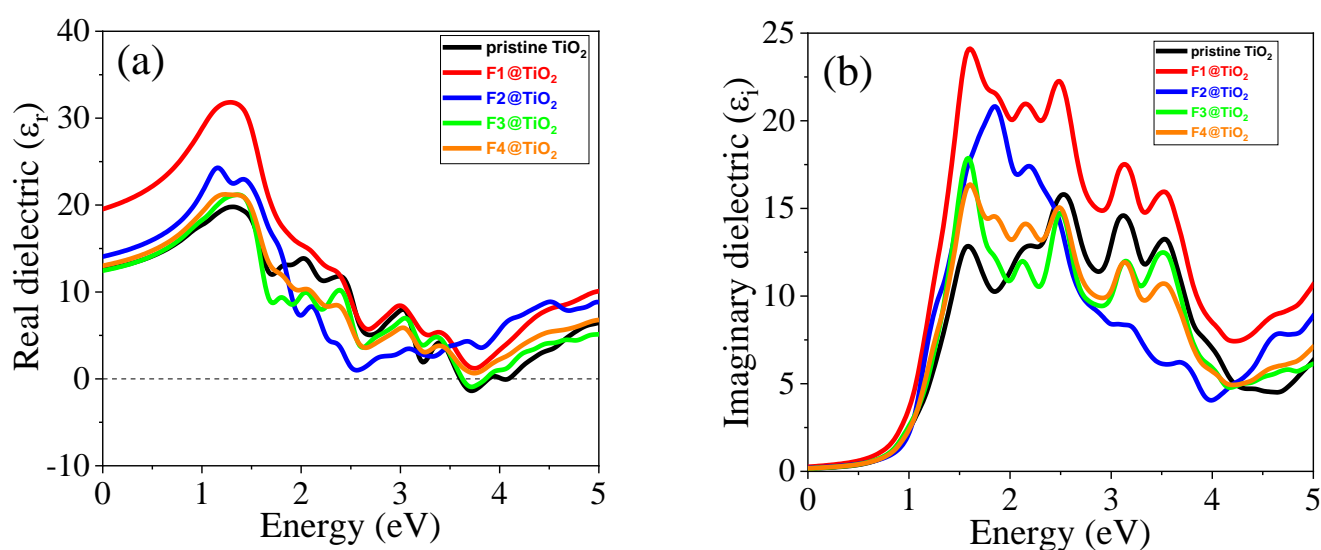 (a)
Real dielectric (εᵣ)
40
30
20
10
0
-10
0 1 2 3 4 5
Energy (eV)
pristine TiO₂
F1@TiO₂
F2@TiO₂
F3@TiO₂
F4@TiO₂
(b)
Imaginary dielectric (εᵢ)
25
20
15
10
5
0
0 1 2 3 4 5
Energy (eV)
pristine TiO₂
F1@TiO₂
F2@TiO₂
F3@TiO₂
F4@TiO₂